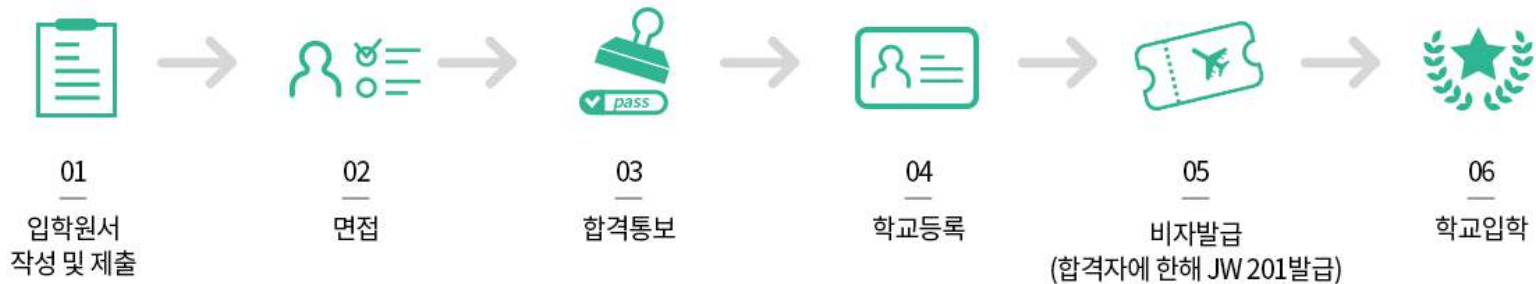 pass
01
입학원서
작성 및 제출
02
면접
03
합격통보
04
학교등록
05
비자발급
(합격자에 한해 JW 201발급)
06
학교입학